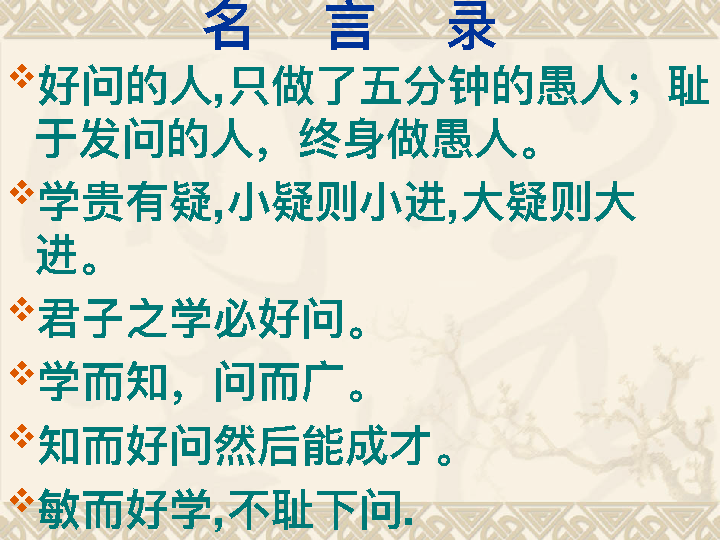 名 言 录
好问的人,只做了五分钟的愚人；耻
于发问的人，终身做愚人。
学贵有疑,小疑则小进,大疑则大
进。
君子之学必好问。
学而知，问而广。
知而好问然后能成才。
敏而好学,不耻下问.